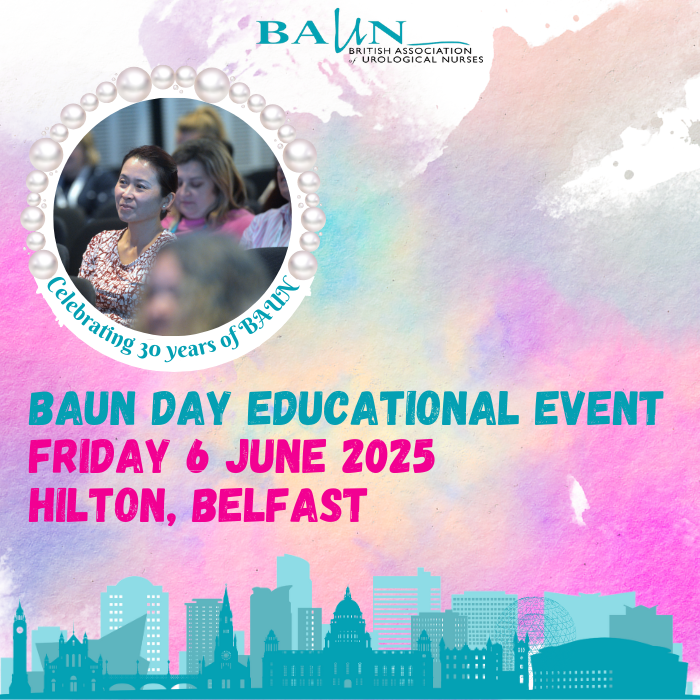 BAUN
BRITISH ASSOCIATION
of UROLOGICAL NURSES
Celebrating 30 years of BAUN
BAUN DAY EDUCATIONAL EVENT
FRIDAY 6 JUNE 2025
HILTON, BELFAST